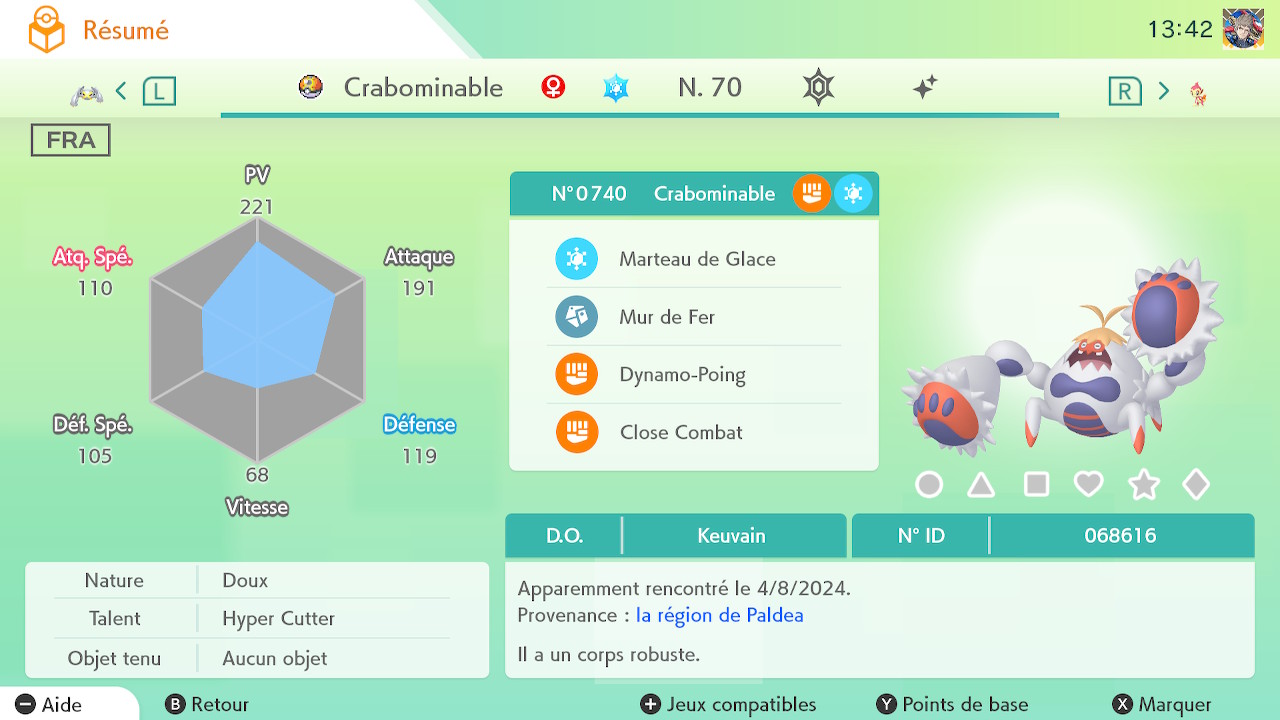 Résumé
13:42
L
Crabominable
N. 70
R
FRA
PV
221
Atq. Spé.
110
Attaque
191
Déf. Spé.
105
Défense
119
68
Vitesse
N° 0740 Crabominable
Marteau de Glace
Mur de Fer
Dynamo-Poing
Close Combat
D.O. Keuvain
N° ID 068616
Nature Doux
Talent Hyper Cutter
Objet tenu Aucun objet
Apparemment rencontré le 4/8/2024.
Provenance : la région de Paldea
Il a un corps robuste.
Aide
B Retour
Jeux compatibles
Y Points de base
X Marquer